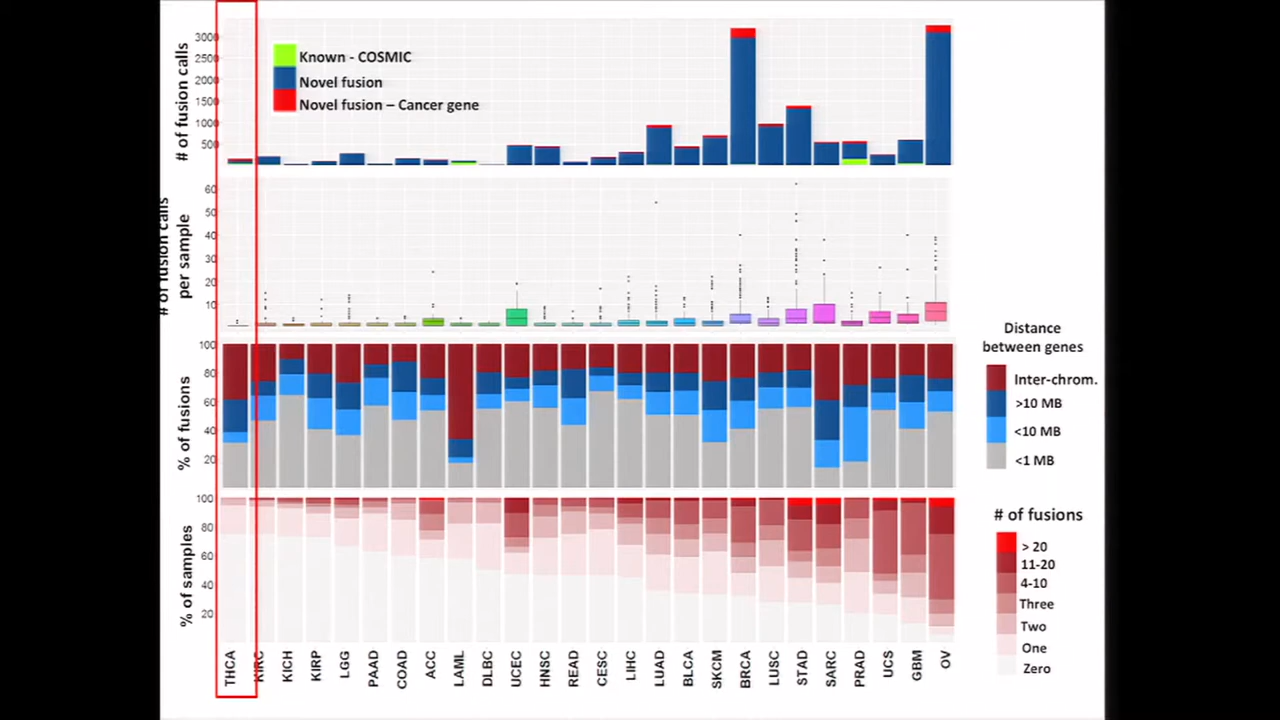 # of fusion calls
3000
2500
2000
1500
1000
500
Known - COSMIC
Novel fusion
Novel fusion – Cancer gene
# of fusion calls
per sample
60
50
40
30
20
10
% of fusions
100
80
60
40
20
Distance
between genes
Inter-chrom.
>10 MB
<10 MB
<1 MB
% of samples
100
80
60
40
20
# of fusions
> 20
11-20
4-10
Three
Two
One
Zero
THCA
KIRC
KICH
KIRP
LGG
PAAD
COAD
ACC
LAML
DLBC
UCEC
HNSC
READ
CESC
LIHC
LUAD
BLCA
SKCM
BRCA
LUSC
STAD
SARC
PRAD
UCS
GBM
OV